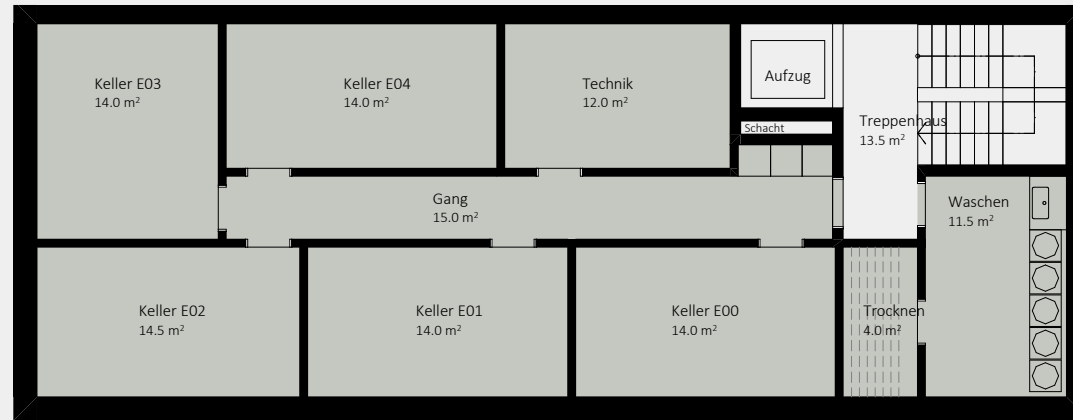 Keller E03
14.0 m²
Keller E04
14.0 m²
Technik
12.0 m²
Aufzug
Schacht
Treppenhaus
13.5 m²
Gang
15.0 m²
Waschen
11.5 m²
Keller E02
14.5 m²
Keller E01
14.0 m²
Keller E00
14.0 m²
Trocknen
4.0 m²